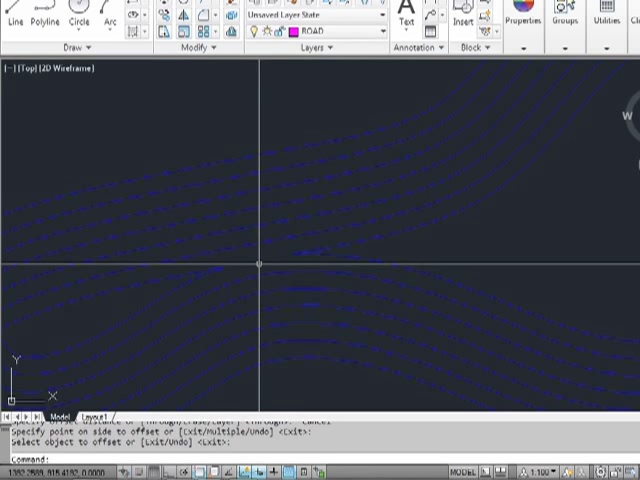 Line Polyline Circle Arc
Draw
Modify
Unsaved Layer State
ROAD
Layers
A
Text
Annotation
Insert
Block
Properties
Groups
Utilities
[−] [Top] [2D Wireframe]
W
Y
X
Model Layout1
Specify point on side to offset or [Exit/Multiple/Undo] <Exit>:
Select object to offset or [Exit/Undo] <Exit>:
Command:
MODEL
1:100